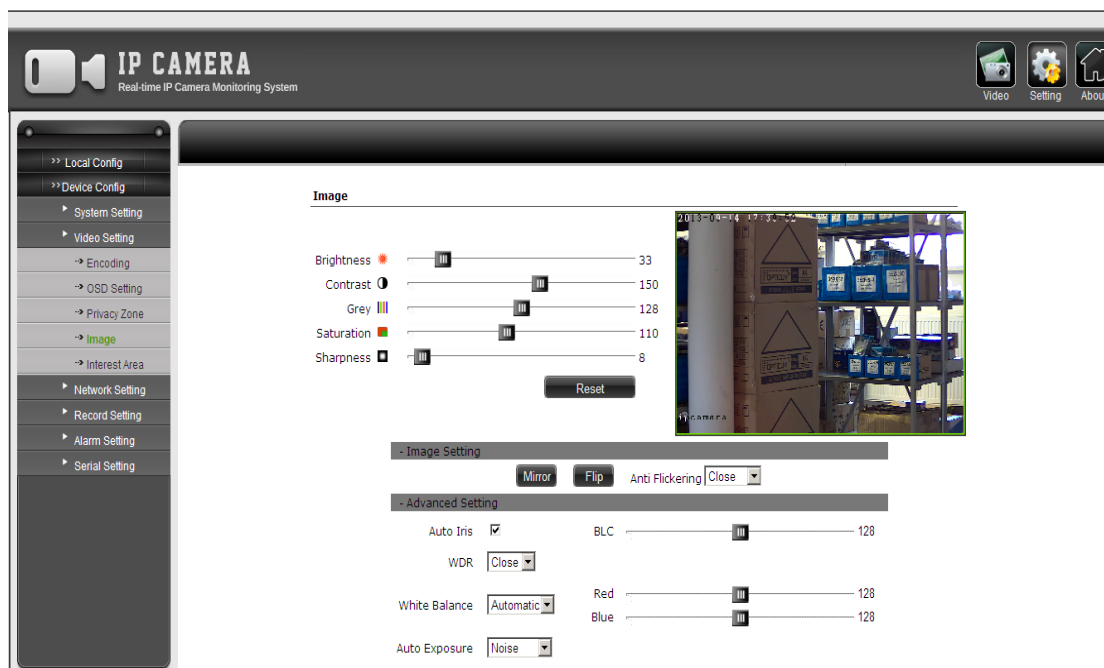 IP CAMERA
Real-time IP Camera Monitoring System
Video
Setting
Abou
>> Local Config
>> Device Config
System Setting
Video Setting
Encoding
OSD Setting
Privacy Zone
Image
Interest Area
Network Setting
Record Setting
Alarm Setting
Serial Setting
Image
Brightness 33
Contrast 150
Grey 128
Saturation 110
Sharpness 8
Reset
ipcamera
- Image Setting
Mirror Flip Anti Flickering Close
- Advanced Setting
Auto Iris BLC 128
WDR Close
White Balance Automatic Red 128
Blue 128
Auto Exposure Noise